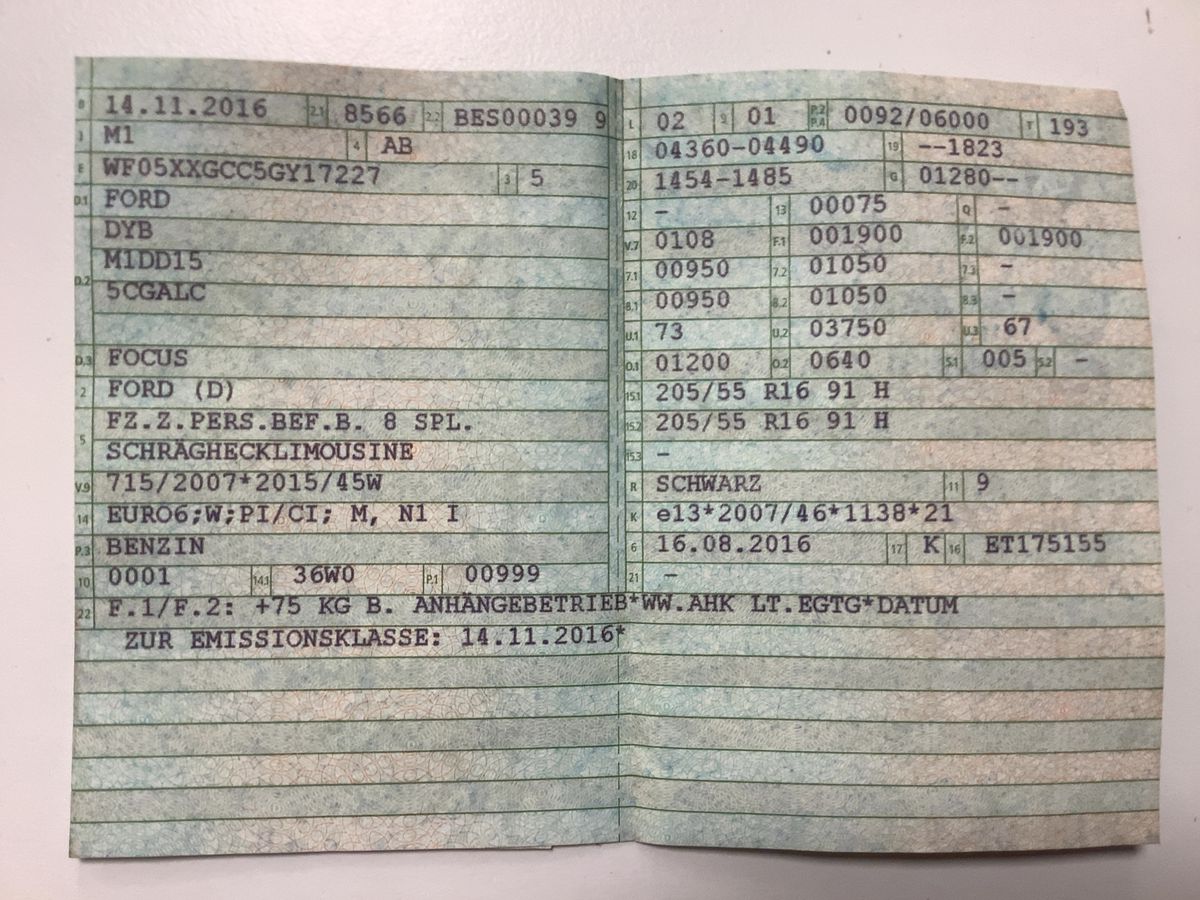 B 14.11.2016 2.1 8566 2.2 BES00039 9
J M1 4 AB
E WF05XXGCC5GY17227 3 5
D.1 FORD
DYB
D.2 M1DD15
5CGALC
D.3 FOCUS
2 FORD (D)
5 FZ.Z.PERS.BEF.B. 8 SPL.
SCHRÄGHECKLIMOUSINE
V.9 715/2007*2015/45W
14 EURO6;W;PI/CI; M, N1 I
P.3 BENZIN
10 0001 14.1 36W0 P.1 00999
L 02 9 01 P.2 P.4 0092/06000 T 193
18 04360-04490 19 --1823
20 1454-1485 G 01280--
12 - 13 00075 Q -
V.7 0108 F.1 001900 F.2 001900
7.1 00950 7.2 01050 7.3 -
8.1 00950 8.2 01050 8.3 -
U.1 73 U.2 03750 U.3 67
O.1 01200 O.2 0640 S.1 005 S.2 -
15.1 205/55 R16 91 H
15.2 205/55 R16 91 H
15.3 -
R SCHWARZ 11 9
K e13*2007/46*1138*21
6 16.08.2016 17 K 16 ET175155
21 -
22 F.1/F.2: +75 KG B. ANHÄNGEBETRIEB*WW.AHK LT.EGTG*DATUM
ZUR EMISSIONSKLASSE: 14.11.2016*